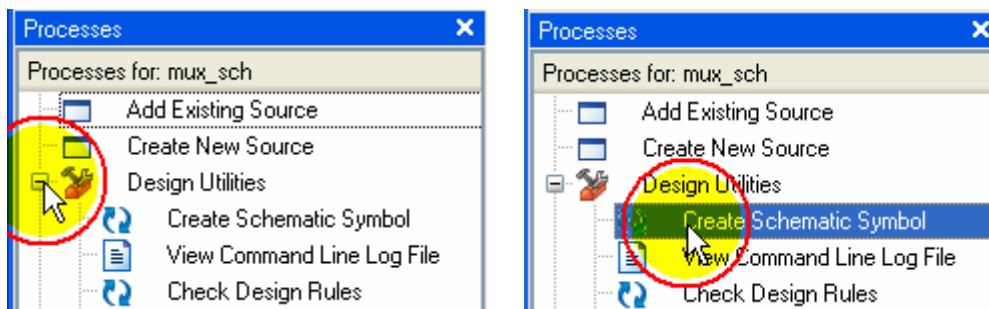 Processes
Processes for: mux_sch
Add Existing Source
Create New Source
Design Utilities
Create Schematic Symbol
View Command Line Log File
Check Design Rules
Processes
Processes for: mux_sch
Add Existing Source
Create New Source
Design Utilities
Create Schematic Symbol
View Command Line Log File
Check Design Rules